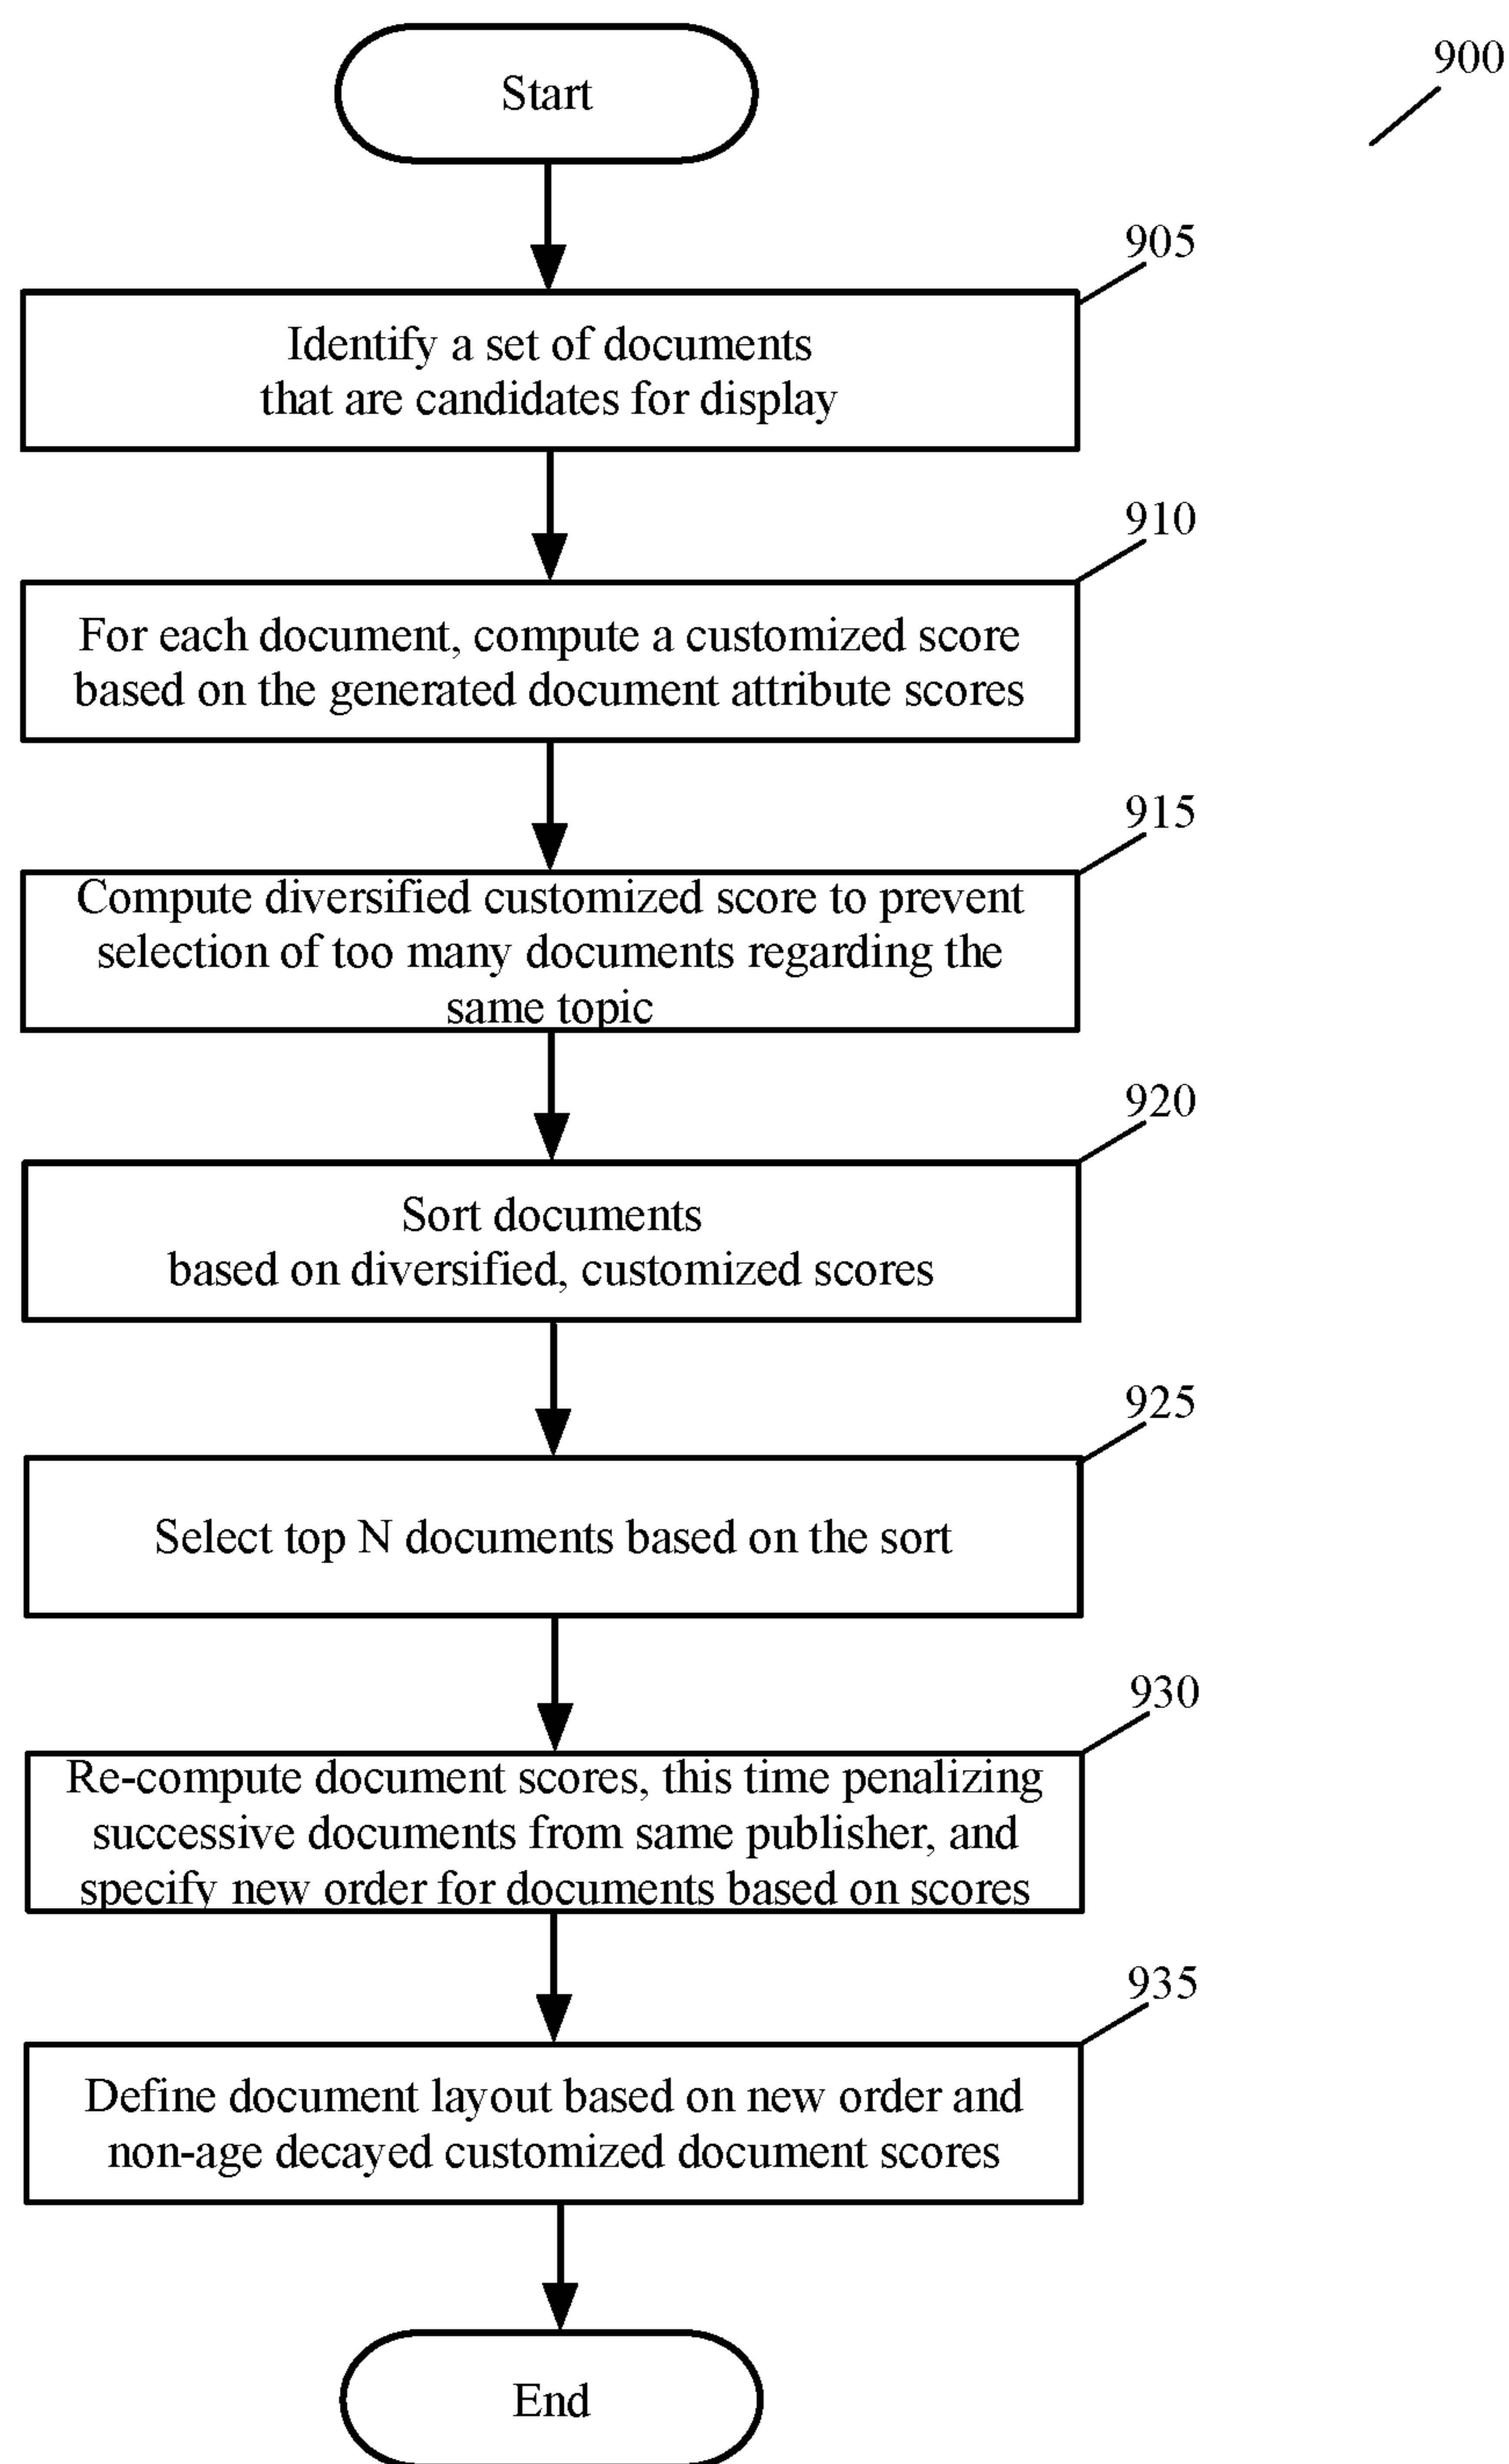 Start
900
905
Identify a set of documents
that are candidates for display
910
For each document, compute a customized score
based on the generated document attribute scores
915
Compute diversified customized score to prevent
selection of too many documents regarding the
same topic
920
Sort documents
based on diversified, customized scores
925
Select top N documents based on the sort
930
Re-compute document scores, this time penalizing
successive documents from same publisher, and
specify new order for documents based on scores
935
Define document layout based on new order and
non-age decayed customized document scores
End